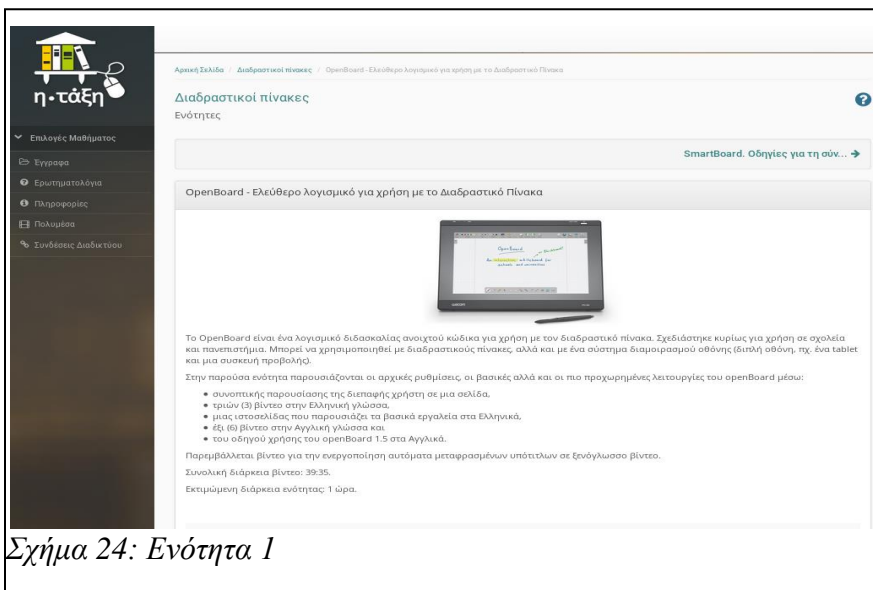 η·τάξη
Επιλογές Μαθήματος
Έγγραφα
Ερωτηματολόγια
Πληροφορίες
Πολυμέσα
Συνδέσεις Διαδικτύου
Αρχική Σελίδα / Διαδραστικοί πίνακες / OpenBoard - Ελεύθερο λογισμικό για χρήση με το Διαδραστικό Πίνακα
Διαδραστικοί πίνακες
Ενότητες
SmartBoard. Οδηγίες για τη σύν... →
OpenBoard - Ελεύθερο λογισμικό για χρήση με το Διαδραστικό Πίνακα
OpenBoard
Το OpenBoard είναι ένα λογισμικό διδασκαλίας ανοιχτού κώδικα για χρήση με τον διαδραστικό πίνακα. Σχεδιάστηκε κυρίως για χρήση σε σχολεία
και πανεπιστήμια. Μπορεί να χρησιμοποιηθεί με διαδραστικούς πίνακες, αλλά και με ένα σύστημα διαμοιρασμού οθόνης (διπλή οθόνη, πχ. ένα tablet
και μια συσκευή προβολής).
Στην παρούσα ενότητα παρουσιάζονται οι αρχικές ρυθμίσεις, οι βασικές αλλά και οι πιο προχωρημένες λειτουργίες του openBoard μέσω:
• συνοπτικής παρουσίασης της διεπαφής χρήστη σε μια σελίδα,
• τριών (3) βίντεο στην Ελληνική γλώσσα,
• μιας ιστοσελίδας που παρουσιάζει τα βασικά εργαλεία στα Ελληνικά,
• έξι (6) βίντεο στην Αγγλική γλώσσα και
• του οδηγού χρήσης του openBoard 1.5 στα Αγγλικά.
Παρεμβάλλεται βίντεο για την ενεργοποίηση αυτόματα μεταφρασμένων υπότιτλων σε ξενόγλωσσο βίντεο.
Συνολική διάρκεια βίντεο: 39:35.
Εκτιμώμενη διάρκεια ενότητας: 1 ώρα.
Σχήμα 24: Ενότητα 1